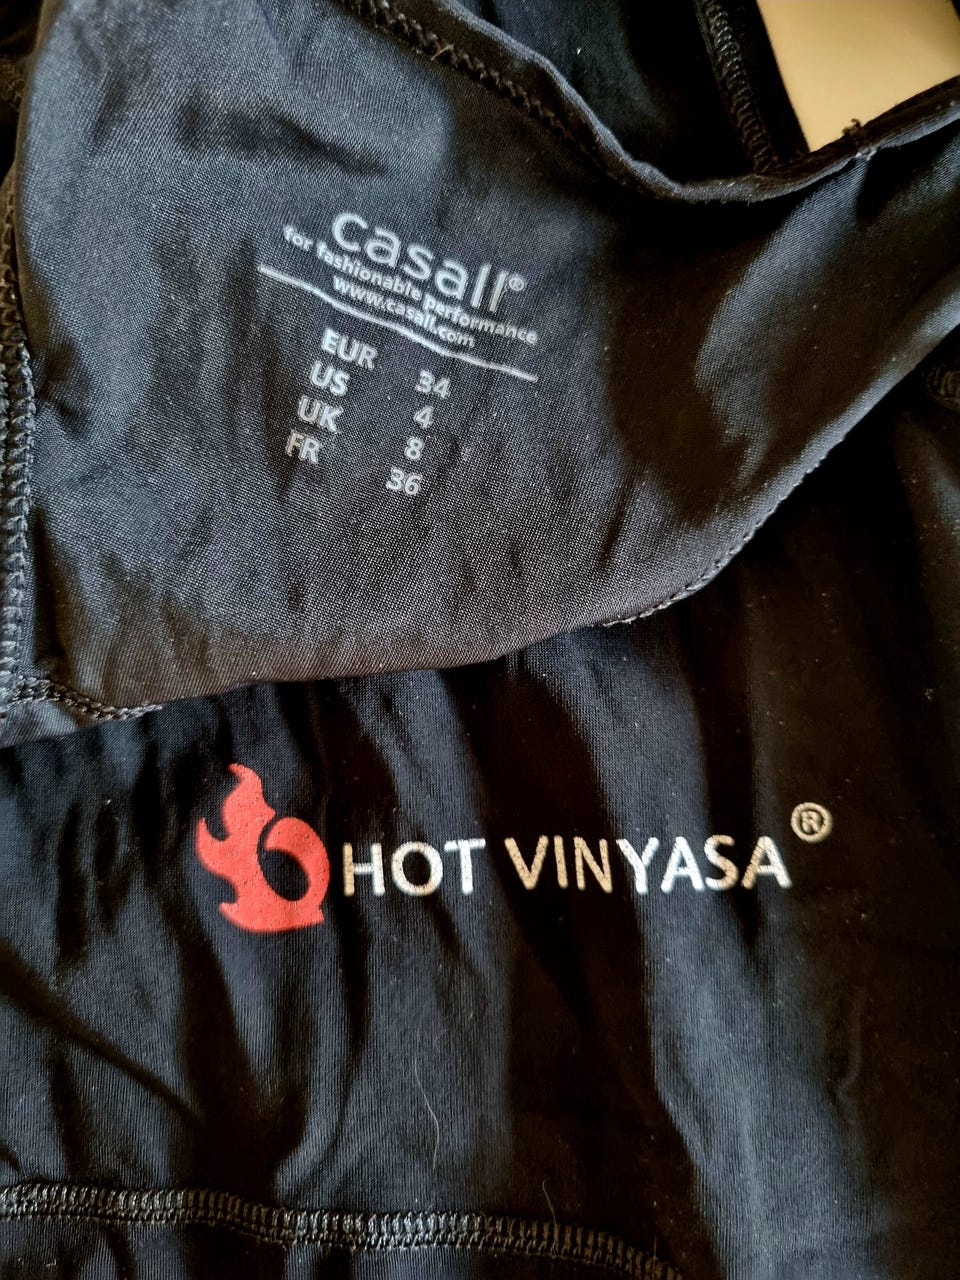 casall®
for fashionable performance
www.casall.com
EUR 34
US 4
UK 8
FR 36
HOT VINYASA ®